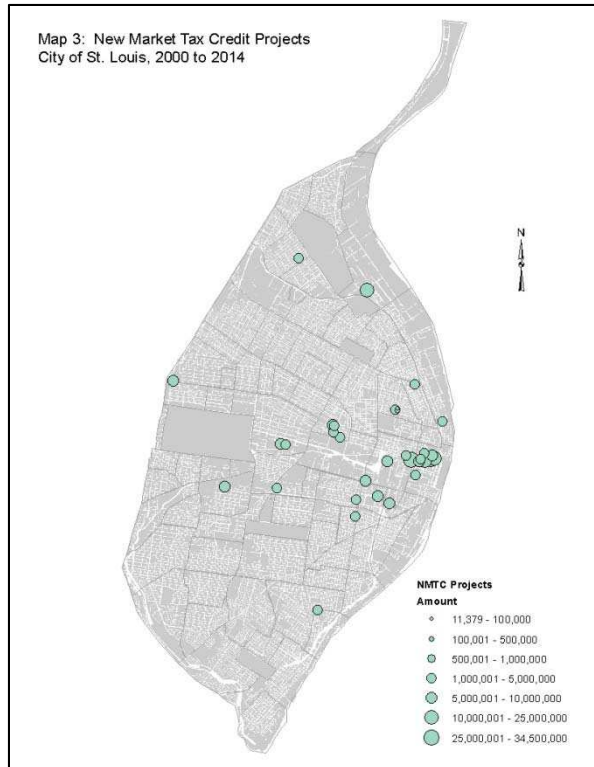 Map 3: New Market Tax Credit Projects
City of St. Louis, 2000 to 2014
N
NMTC Projects
Amount
11,379 - 100,000
100,001 - 500,000
500,001 - 1,000,000
1,000,001 - 5,000,000
5,000,001 - 10,000,000
10,000,001 - 25,000,000
25,000,001 - 34,500,000